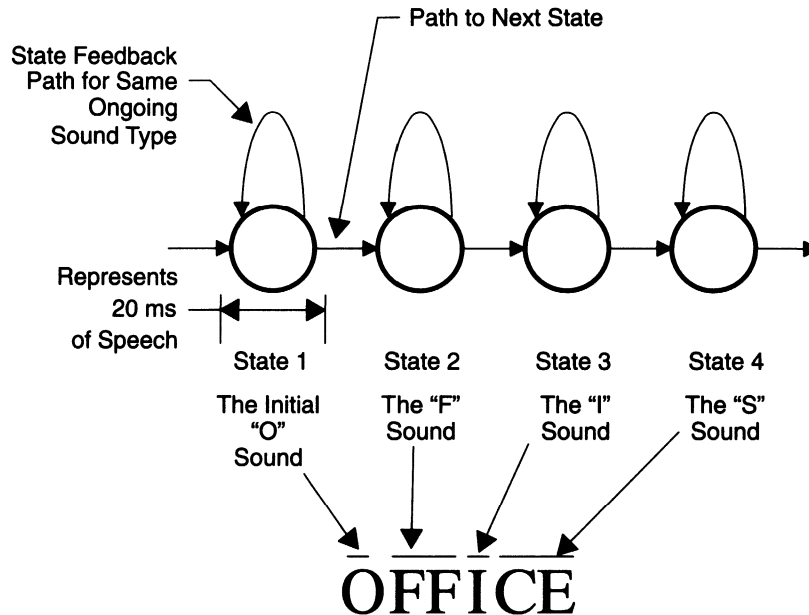 Path to Next State
State Feedback
Path for Same
Ongoing
Sound Type
Represents
20 ms
of Speech
State 1
The Initial
“O”
Sound
State 2
The “F”
Sound
State 3
The “I”
Sound
State 4
The “S”
Sound
OFFICE